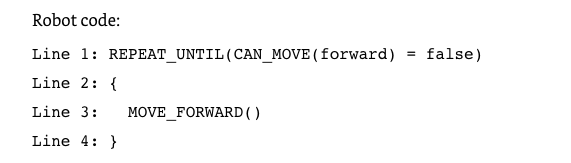 Robot code:
Line 1: REPEAT_UNTIL(CAN_MOVE(forward) = false)
Line 2: {
Line 3:   MOVE_FORWARD()
Line 4: }